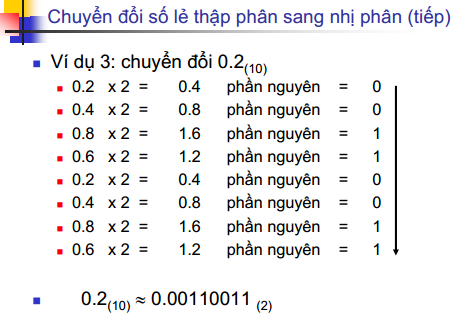 Chuyển đổi số lẻ thập phân sang nhị phân (tiếp)
Ví dụ 3: chuyển đổi 0.2(10)
0.2 x 2 = 0.4 phần nguyên = 0
0.4 x 2 = 0.8 phần nguyên = 0
0.8 x 2 = 1.6 phần nguyên = 1
0.6 x 2 = 1.2 phần nguyên = 1
0.2 x 2 = 0.4 phần nguyên = 0
0.4 x 2 = 0.8 phần nguyên = 0
0.8 x 2 = 1.6 phần nguyên = 1
0.6 x 2 = 1.2 phần nguyên = 1
0.2(10) ≈ 0.00110011 (2)